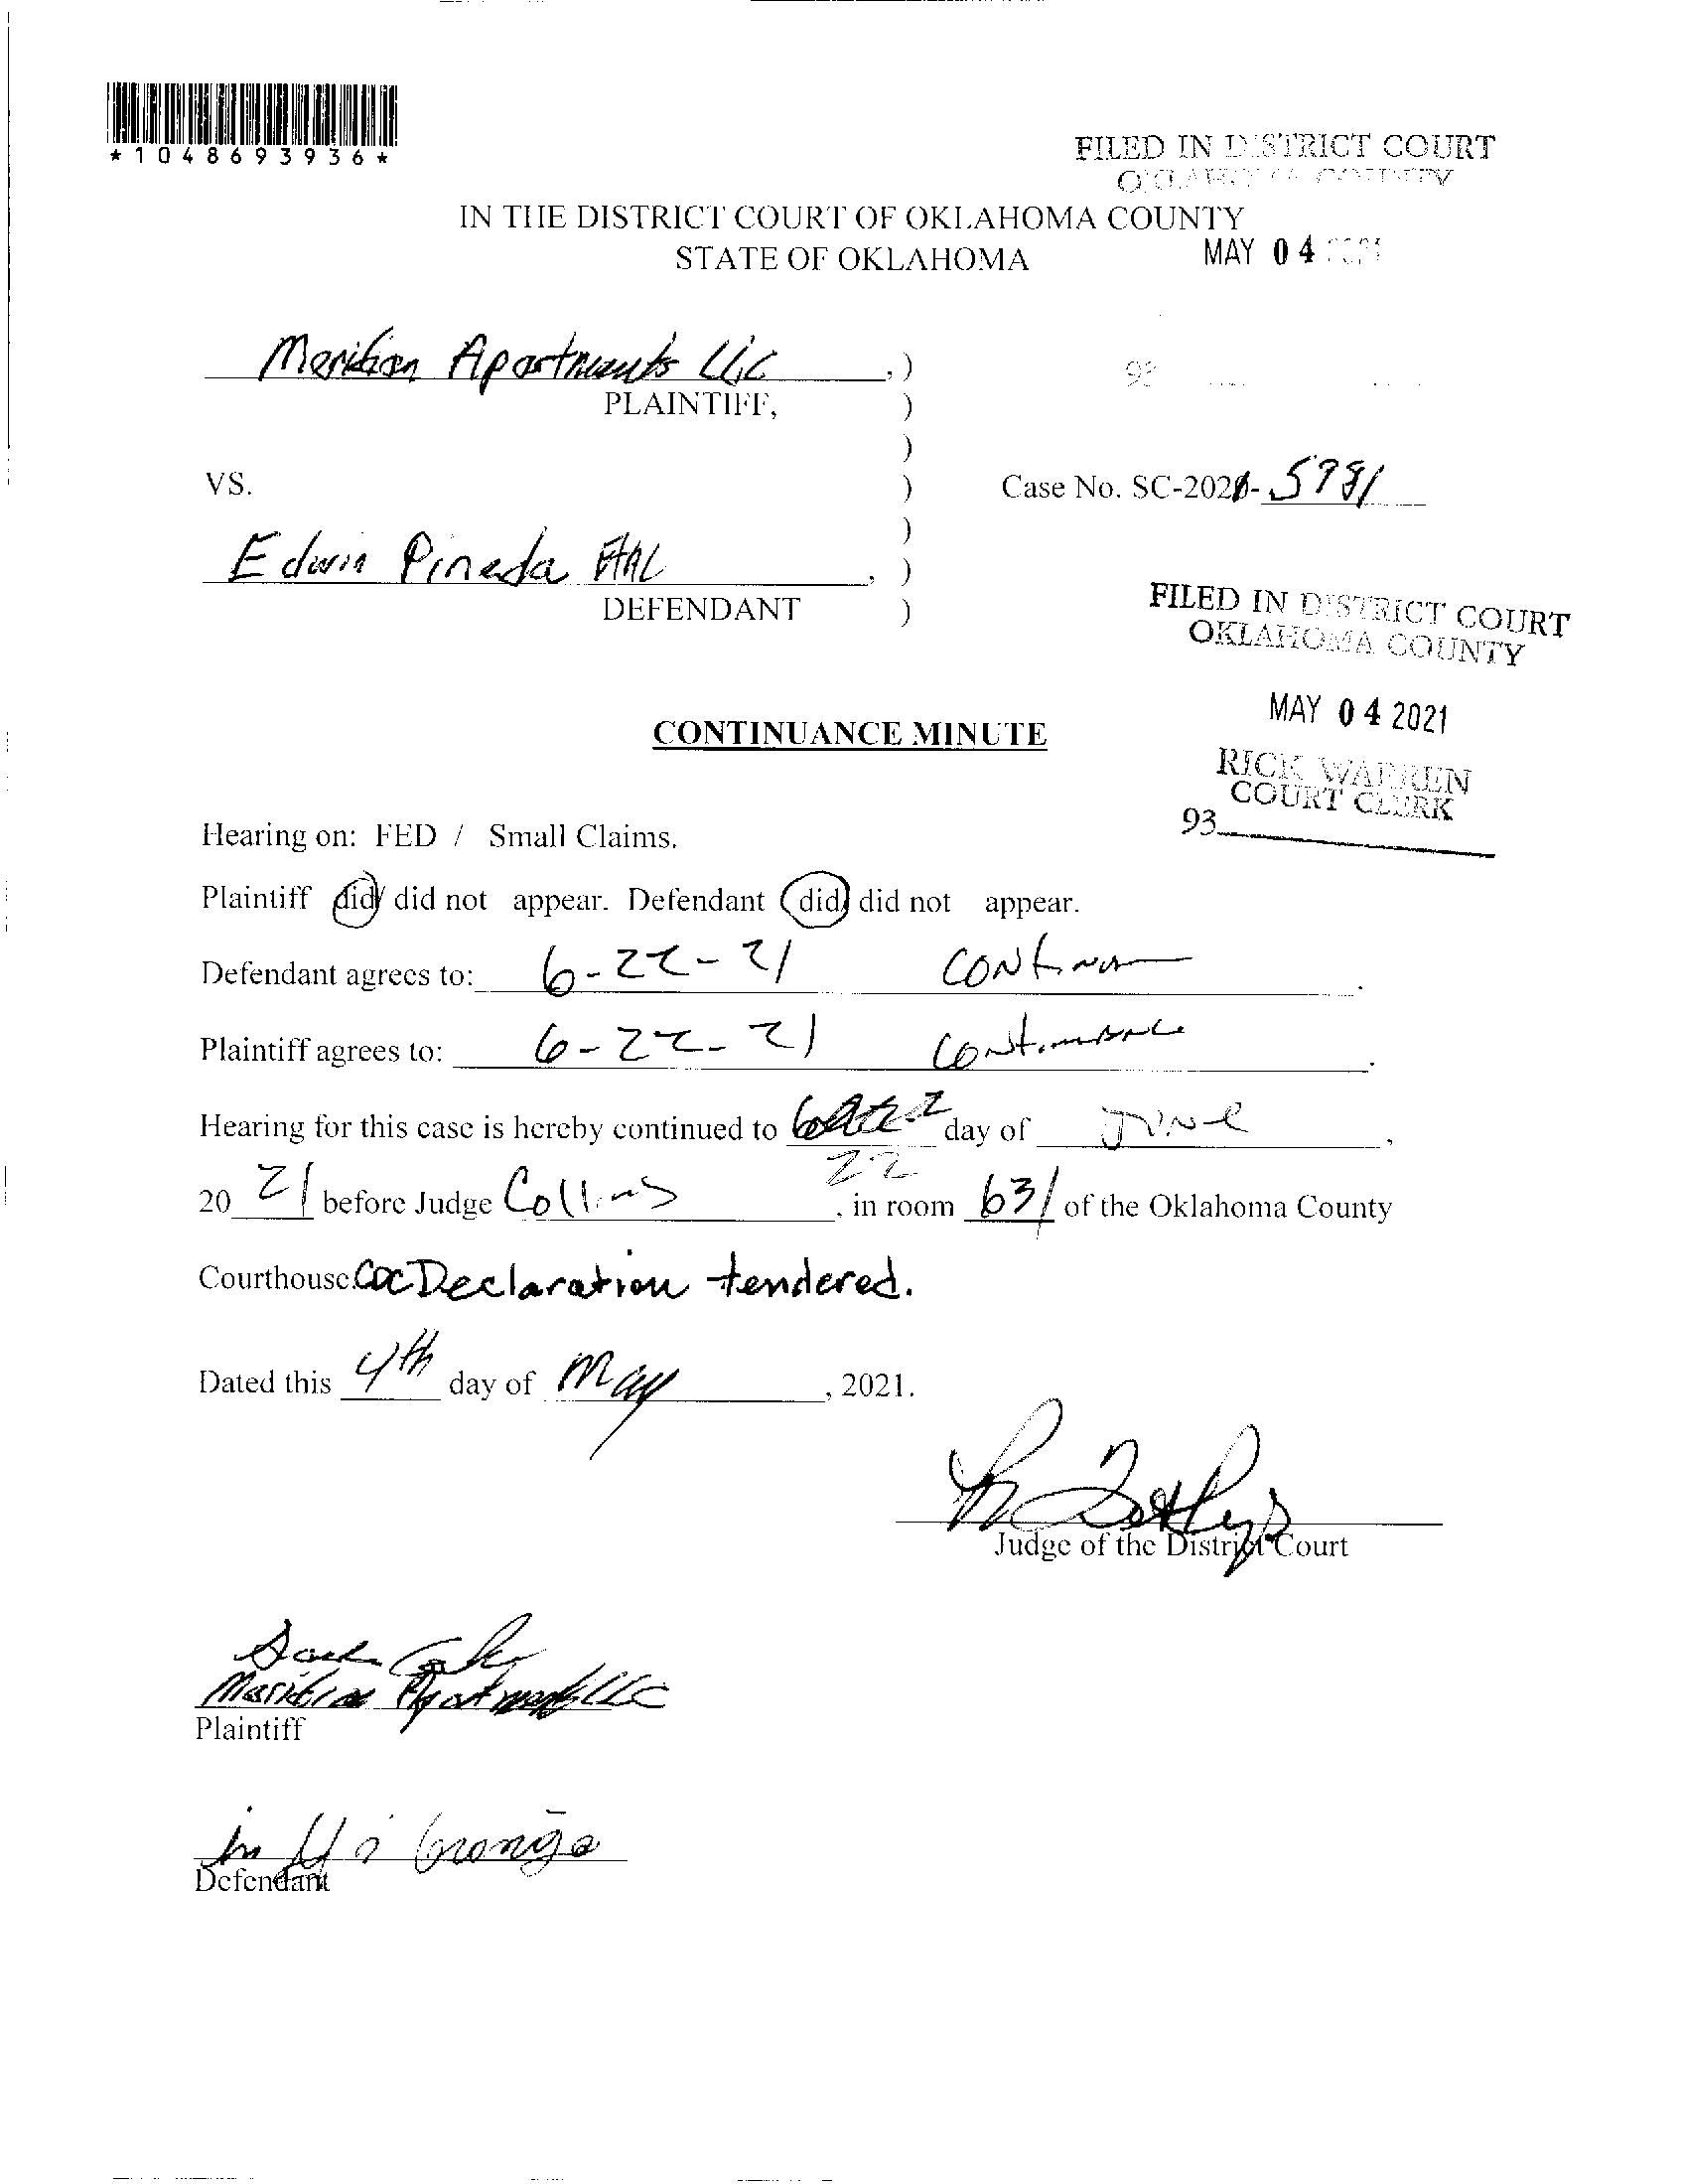 *1048693936*
FILED IN DISTRICT COURT
OKLAHOMA COUNTY
IN THE DISTRICT COURT OF OKLAHOMA COUNTY
STATE OF OKLAHOMA
MAY 04 2021
Meridian Apartments LLC , )
PLAINTIFF, )
)
VS. )
Case No. SC-2021-
)
Edwin Pineda ETAL , )
DEFENDANT )
FILED IN DISTRICT COURT
OKLAHOMA COUNTY
MAY 04 2021
CONTINUANCE MINUTE
RICK WARREN
COURT CLERK
93
Hearing on: FED / Small Claims.
Plaintiff did/ did not appear. Defendant did/ did not appear.
Defendant agrees to: 6-22-21
Plaintiff agrees to: 6-22-21 Continuance .
Hearing for this case is hereby continued to day of June ,
22
20 21 before Judge Collins , in room 631 of the Oklahoma County
Courthouse. CDC Declaration tendered.
Dated this 4th day of May , 2021.
Judge of the District Court
Meridian Apartments LLC
Plaintiff
Defendant